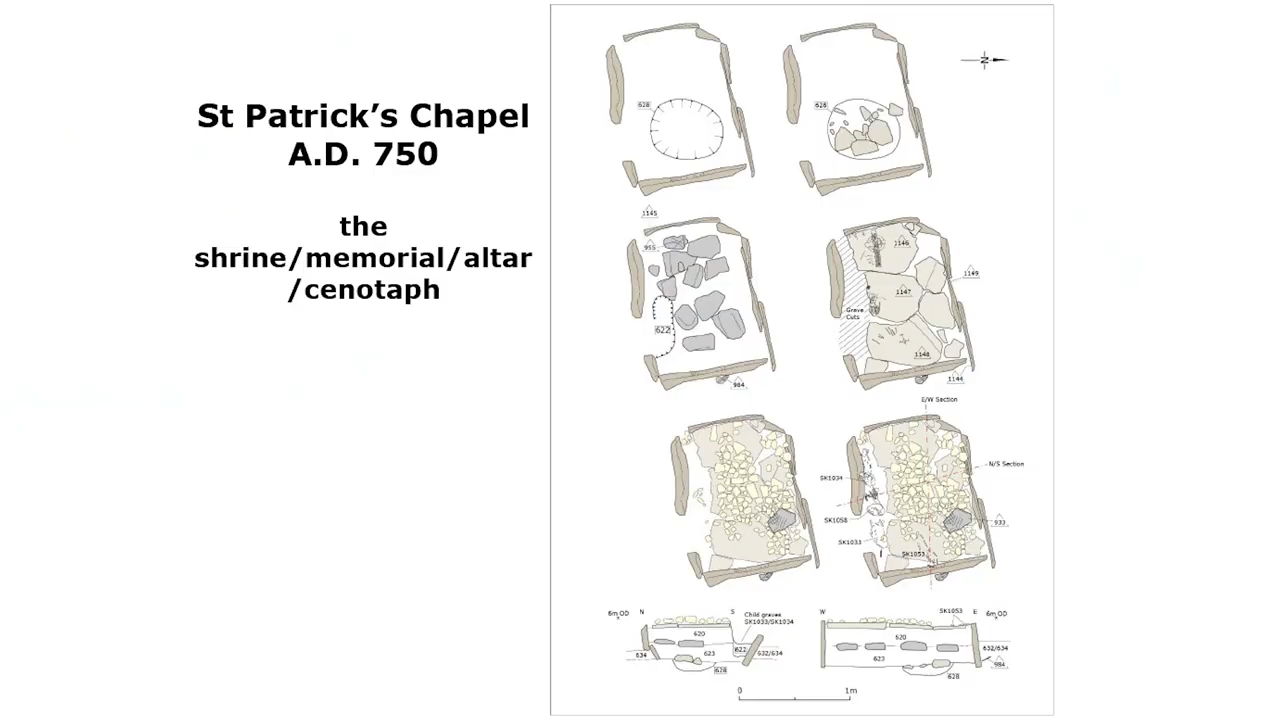 St Patrick's Chapel
A.D. 750
the
shrine/memorial/altar
/cenotaph
N
628
628
1145
955
622
984
1146
1149
1147
Grave
Cuts
1148
1144
E/W Section
N/S Section
SK1034
SK1058
933
SK1033
SK1053
6m OD
N
S
Child graves
SK1033/SK1034
620
634
623
622
632/634
628
W
SK1053
E
6m OD
620
623
632/634
984
628
0
1m